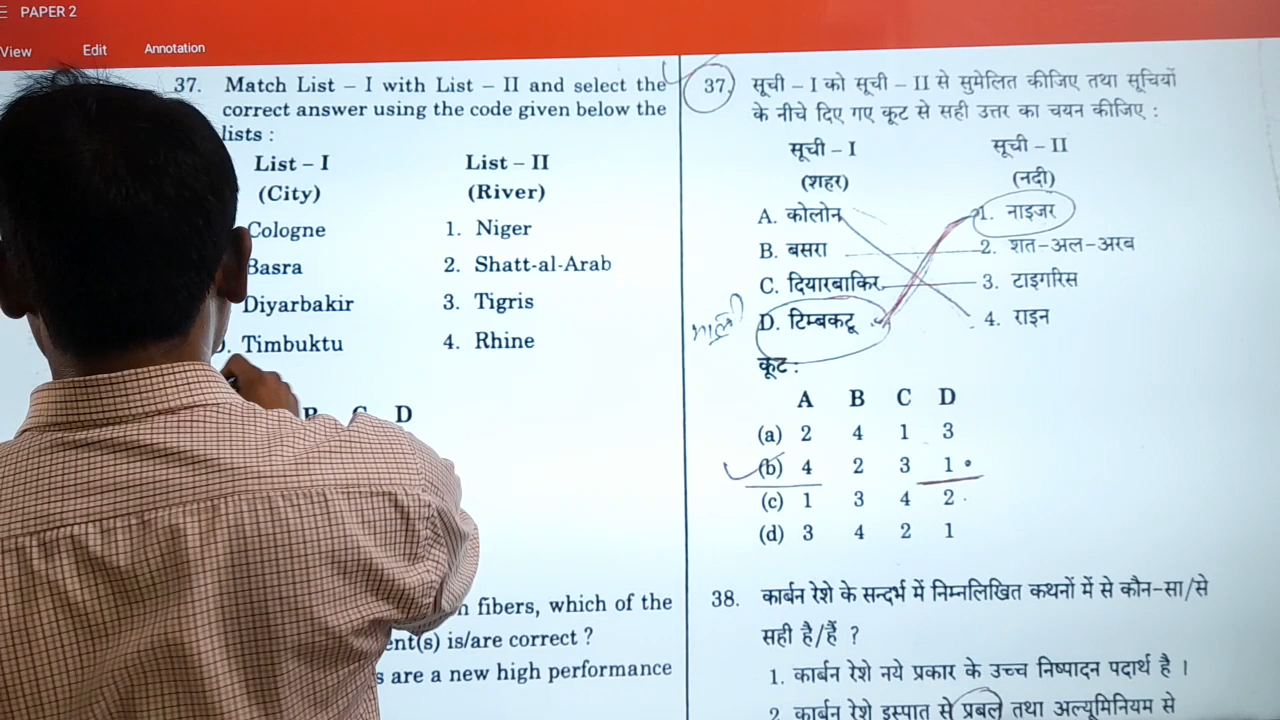 PAPER 2
View Edit Annotation
37. Match List – I with List – II and select the
correct answer using the code given below the
lists :
List – I List – II
(City) (River)
Cologne 1. Niger
Basra 2. Shatt-al-Arab
Diyarbakir 3. Tigris
D. Timbuktu 4. Rhine
B C D
fibers, which of the
is/are correct ?
are a new high performance
37. सूची – I को सूची – II से सुमेलित कीजिए तथा सूचियों
के नीचे दिए गए कूट से सही उत्तर का चयन कीजिए :
सूची – I सूची – II
(शहर) (नदी)
A. कोलोन 1. नाइजर
B. बसरा 2. शत-अल-अरब
C. दियारबाकिर 3. टाइगरिस
माली D. टिम्बकटू 4. राइन
कूट :
A B C D
(a) 2 4 1 3
(b) 4 2 3 1
(c) 1 3 4 2
(d) 3 4 2 1
38. कार्बन रेशे के सन्दर्भ में निम्नलिखित कथनों में से कौन-सा/से
सही है/हैं ?
1. कार्बन रेशे नये प्रकार के उच्च निष्पादन पदार्थ है ।
2. कार्बन रेशे इस्पात से प्रबल तथा अल्यूमिनियम से